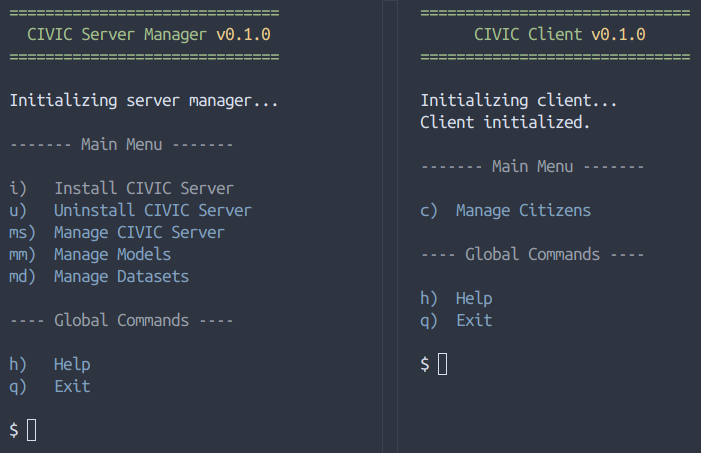 ==============================
CIVIC Server Manager v0.1.0
==============================
Initializing server manager...
------- Main Menu -------
i) Install CIVIC Server
u) Uninstall CIVIC Server
ms) Manage CIVIC Server
mm) Manage Models
md) Manage Datasets
---- Global Commands ----
h) Help
q) Exit
$
==============================
CIVIC Client v0.1.0
==============================
Initializing client...
Client initialized.
------- Main Menu -------
c) Manage Citizens
---- Global Commands ----
h) Help
q) Exit
$